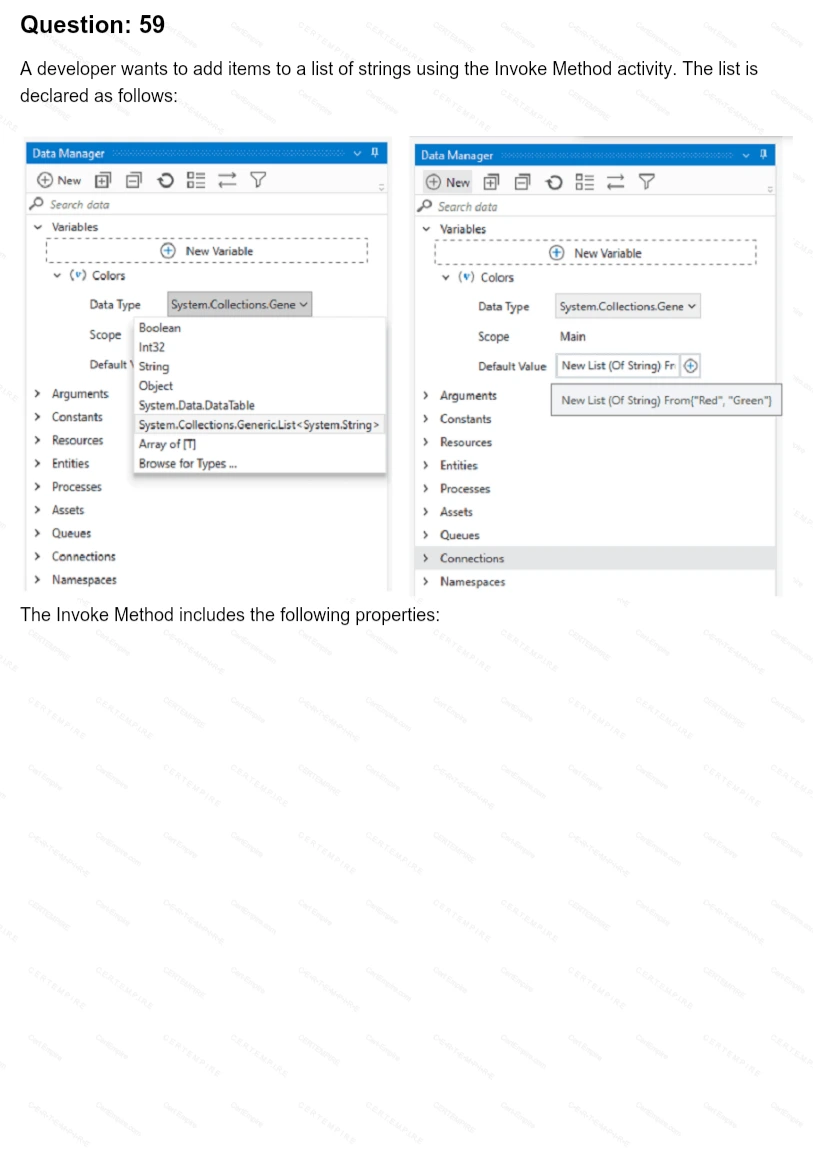 Question: 59
A developer wants to add items to a list of strings using the Invoke Method activity. The list is
declared as follows:
Data Manager
New
Search data
Variables
New Variable
(v) Colors
Data Type System.Collections.Gene
Scope
Default V
Boolean
Int32
String
Object
System.Data.DataTable
System.Collections.Generic.List<System.String>
Array of [T]
Browse for Types ...
Arguments
Constants
Resources
Entities
Processes
Assets
Queues
Connections
Namespaces
Data Manager
New
Search data
Variables
New Variable
(v) Colors
Data Type System.Collections.Gene
Scope Main
Default Value New List (Of String) Fr
New List (Of String) From{"Red", "Green"}
Arguments
Constants
Resources
Entities
Processes
Assets
Queues
Connections
Namespaces
The Invoke Method includes the following properties: